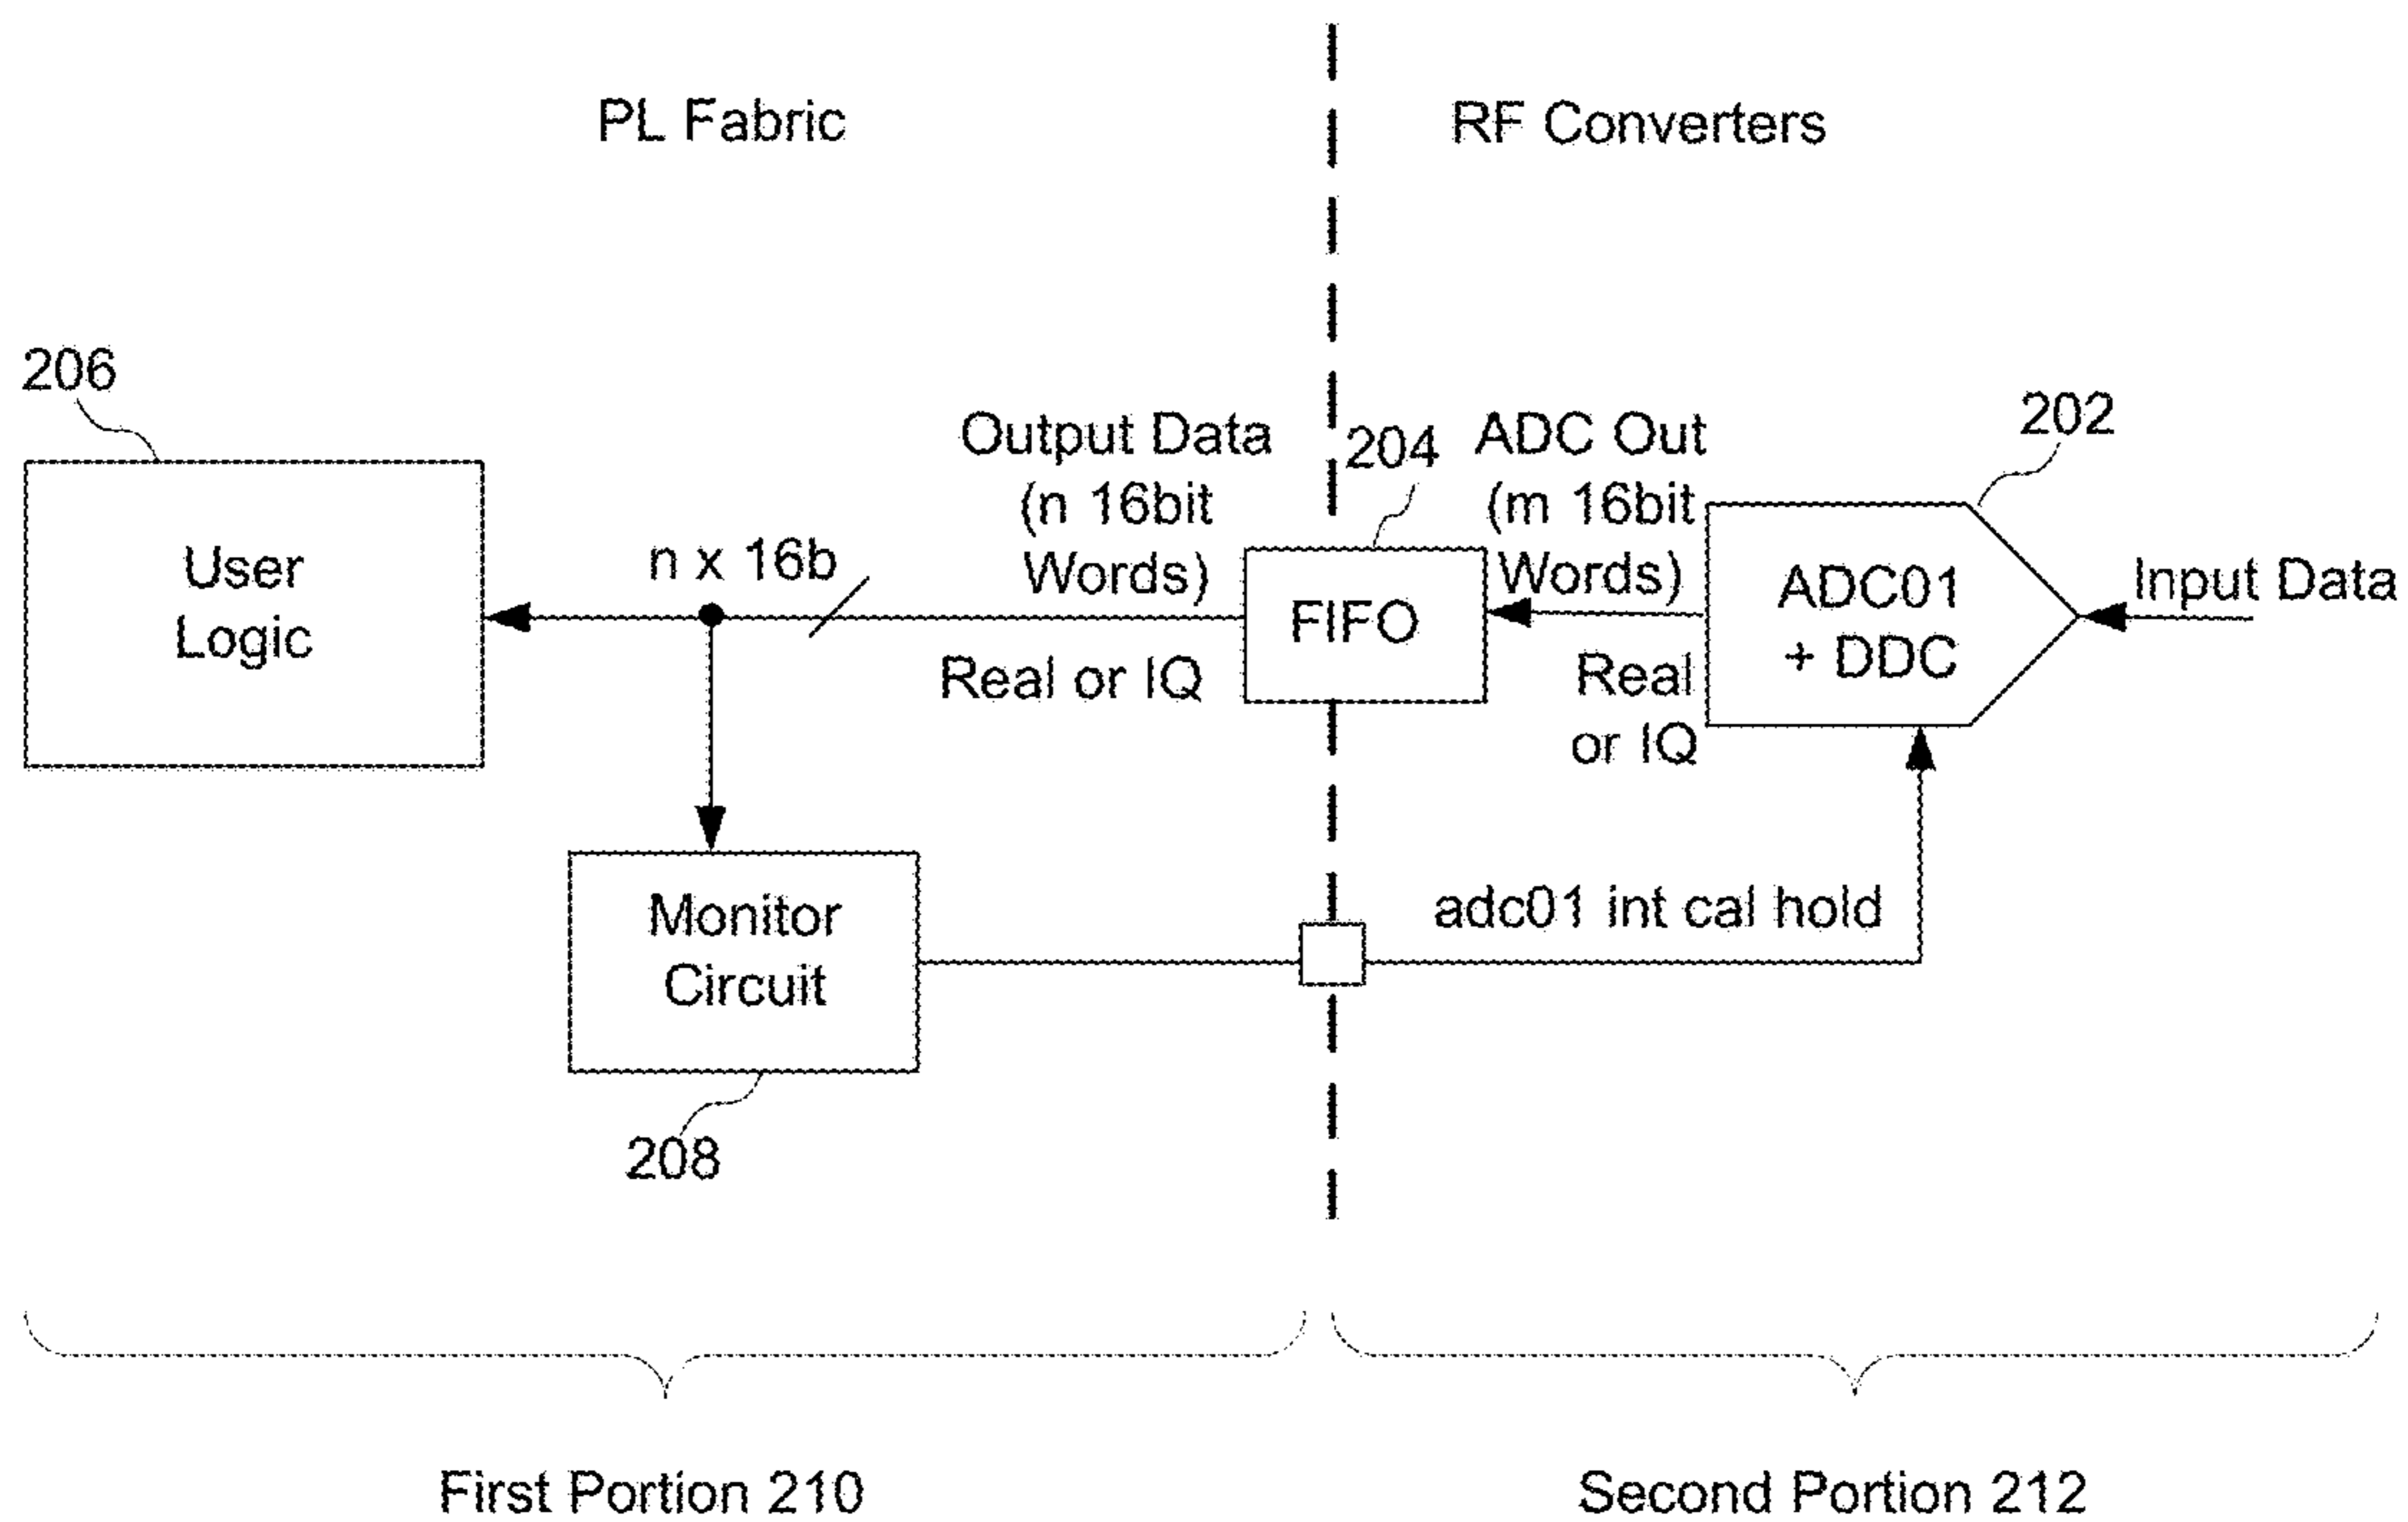 PL Fabric
RF Converters
206
Output Data
(n 16bit
Words)
204
ADC Out
(m 16bit
Words)
202
User
Logic
n x 16b
FIFO
ADC01
+ DDC
Input Data
Real or IQ
Real
or IQ
Monitor
Circuit
adc01 int cal hold
208
First Portion 210
Second Portion 212